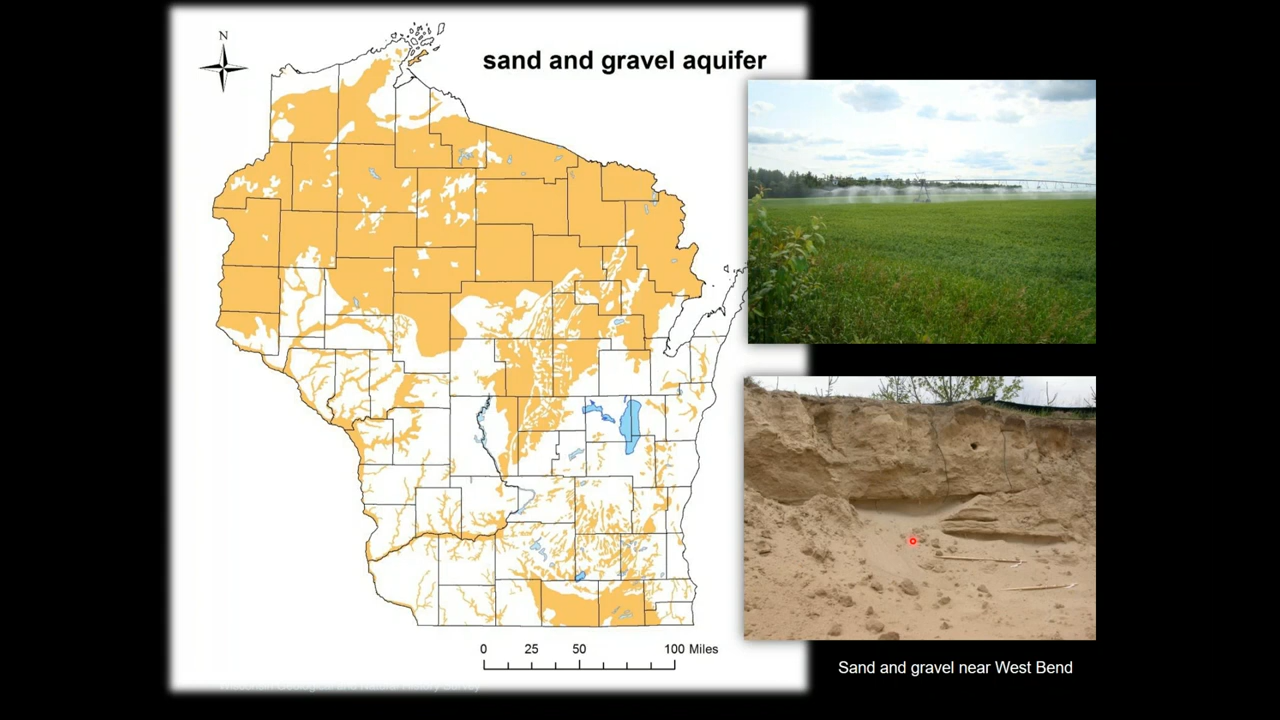 N
sand and gravel aquifer
0 25 50 100 Miles
Sand and gravel near West Bend